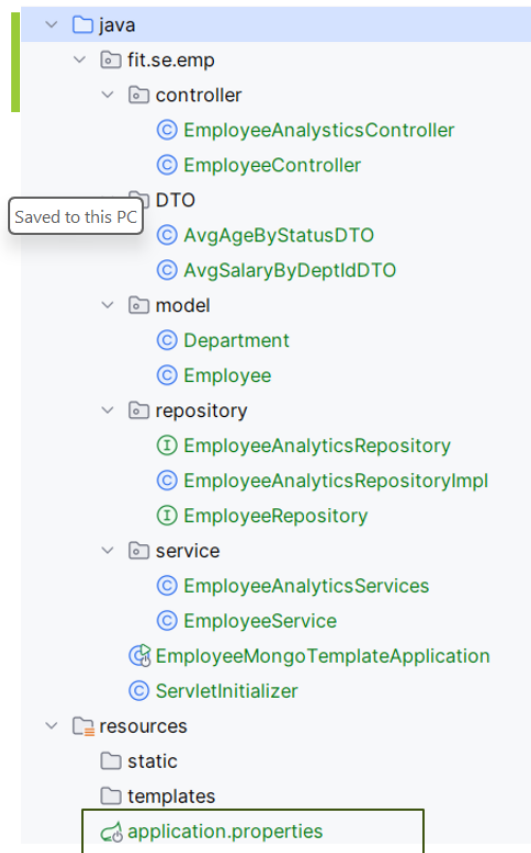 java
fit.se.emp
controller
EmployeeAnalysticsController
EmployeeController
DTO
Saved to this PC
AvgAgeByStatusDTO
AvgSalaryByDeptIdDTO
model
Department
Employee
repository
EmployeeAnalyticsRepository
EmployeeAnalyticsRepositoryImpl
EmployeeRepository
service
EmployeeAnalyticsServices
EmployeeService
EmployeeMongoTemplateApplication
ServletInitializer
resources
static
templates
application.properties